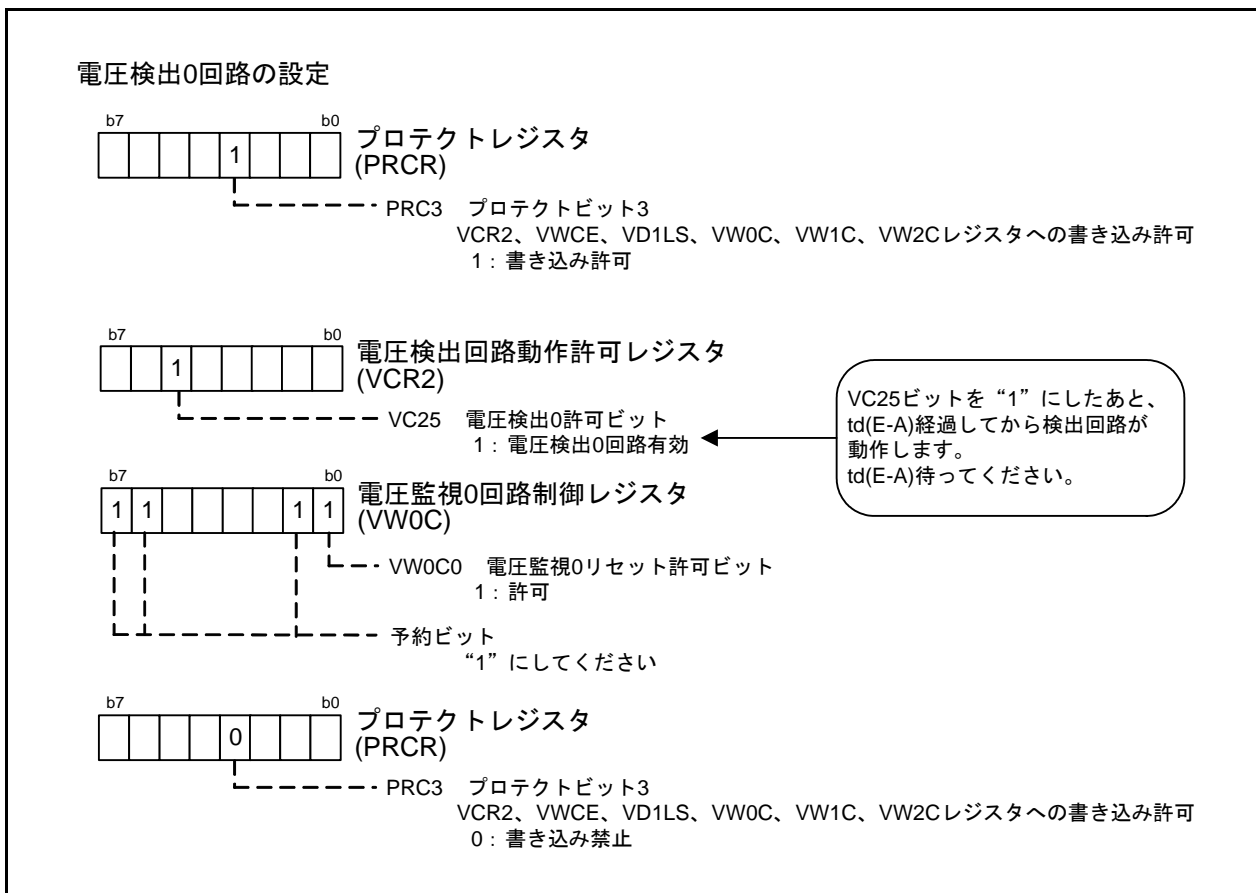 電圧検出0回路の設定
b7 b0
1
プロテクトレジスタ
(PRCR)
PRC3 プロテクトビット3
VCR2、VWCE、VD1LS、VW0C、VW1C、VW2Cレジスタへの書き込み許可
1：書き込み許可
b7 b0
1
電圧検出回路動作許可レジスタ
(VCR2)
VC25 電圧検出0許可ビット
1：電圧検出0回路有効
VC25ビットを“1”にしたあと、
td(E-A)経過してから検出回路が
動作します。
td(E-A)待ってください。
b7 b0
1 1 1 1
電圧監視0回路制御レジスタ
(VW0C)
VW0C0 電圧監視0リセット許可ビット
1：許可
予約ビット
“1”にしてください
b7 b0
0
プロテクトレジスタ
(PRCR)
PRC3 プロテクトビット3
VCR2、VWCE、VD1LS、VW0C、VW1C、VW2Cレジスタへの書き込み許可
0：書き込み禁止